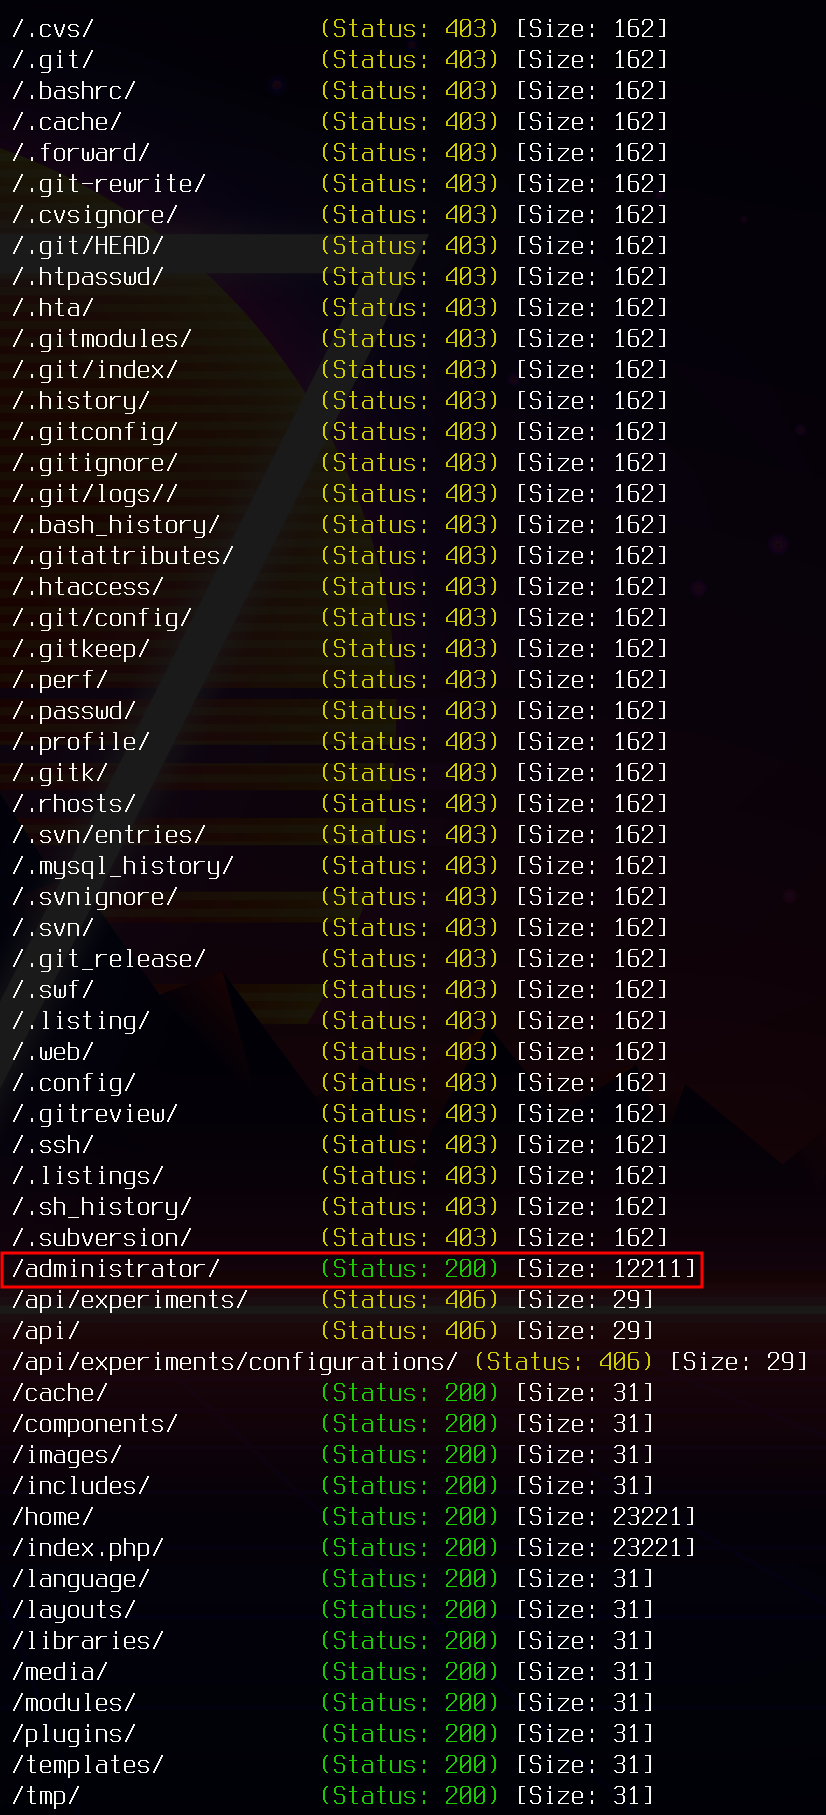 /.cvs/ (Status: 403) [Size: 162]
/.git/ (Status: 403) [Size: 162]
/.bashrc/ (Status: 403) [Size: 162]
/.cache/ (Status: 403) [Size: 162]
/.forward/ (Status: 403) [Size: 162]
/.git-rewrite/ (Status: 403) [Size: 162]
/.cvsignore/ (Status: 403) [Size: 162]
/.git/HEAD/ (Status: 403) [Size: 162]
/.htpasswd/ (Status: 403) [Size: 162]
/.hta/ (Status: 403) [Size: 162]
/.gitmodules/ (Status: 403) [Size: 162]
/.git/index/ (Status: 403) [Size: 162]
/.history/ (Status: 403) [Size: 162]
/.gitconfig/ (Status: 403) [Size: 162]
/.gitignore/ (Status: 403) [Size: 162]
/.git/logs// (Status: 403) [Size: 162]
/.bash_history/ (Status: 403) [Size: 162]
/.gitattributes/ (Status: 403) [Size: 162]
/.htaccess/ (Status: 403) [Size: 162]
/.git/config/ (Status: 403) [Size: 162]
/.gitkeep/ (Status: 403) [Size: 162]
/.perf/ (Status: 403) [Size: 162]
/.passwd/ (Status: 403) [Size: 162]
/.profile/ (Status: 403) [Size: 162]
/.gitk/ (Status: 403) [Size: 162]
/.rhosts/ (Status: 403) [Size: 162]
/.svn/entries/ (Status: 403) [Size: 162]
/.mysql_history/ (Status: 403) [Size: 162]
/.svnignore/ (Status: 403) [Size: 162]
/.svn/ (Status: 403) [Size: 162]
/.git_release/ (Status: 403) [Size: 162]
/.swf/ (Status: 403) [Size: 162]
/.listing/ (Status: 403) [Size: 162]
/.web/ (Status: 403) [Size: 162]
/.config/ (Status: 403) [Size: 162]
/.gitreview/ (Status: 403) [Size: 162]
/.ssh/ (Status: 403) [Size: 162]
/.listings/ (Status: 403) [Size: 162]
/.sh_history/ (Status: 403) [Size: 162]
/.subversion/ (Status: 403) [Size: 162]
/administrator/ (Status: 200) [Size: 12211]
/api/experiments/ (Status: 406) [Size: 29]
/api/ (Status: 406) [Size: 29]
/api/experiments/configurations/ (Status: 406) [Size: 29]
/cache/ (Status: 200) [Size: 31]
/components/ (Status: 200) [Size: 31]
/images/ (Status: 200) [Size: 31]
/includes/ (Status: 200) [Size: 31]
/home/ (Status: 200) [Size: 23221]
/index.php/ (Status: 200) [Size: 23221]
/language/ (Status: 200) [Size: 31]
/layouts/ (Status: 200) [Size: 31]
/libraries/ (Status: 200) [Size: 31]
/media/ (Status: 200) [Size: 31]
/modules/ (Status: 200) [Size: 31]
/plugins/ (Status: 200) [Size: 31]
/templates/ (Status: 200) [Size: 31]
/tmp/ (Status: 200) [Size: 31]